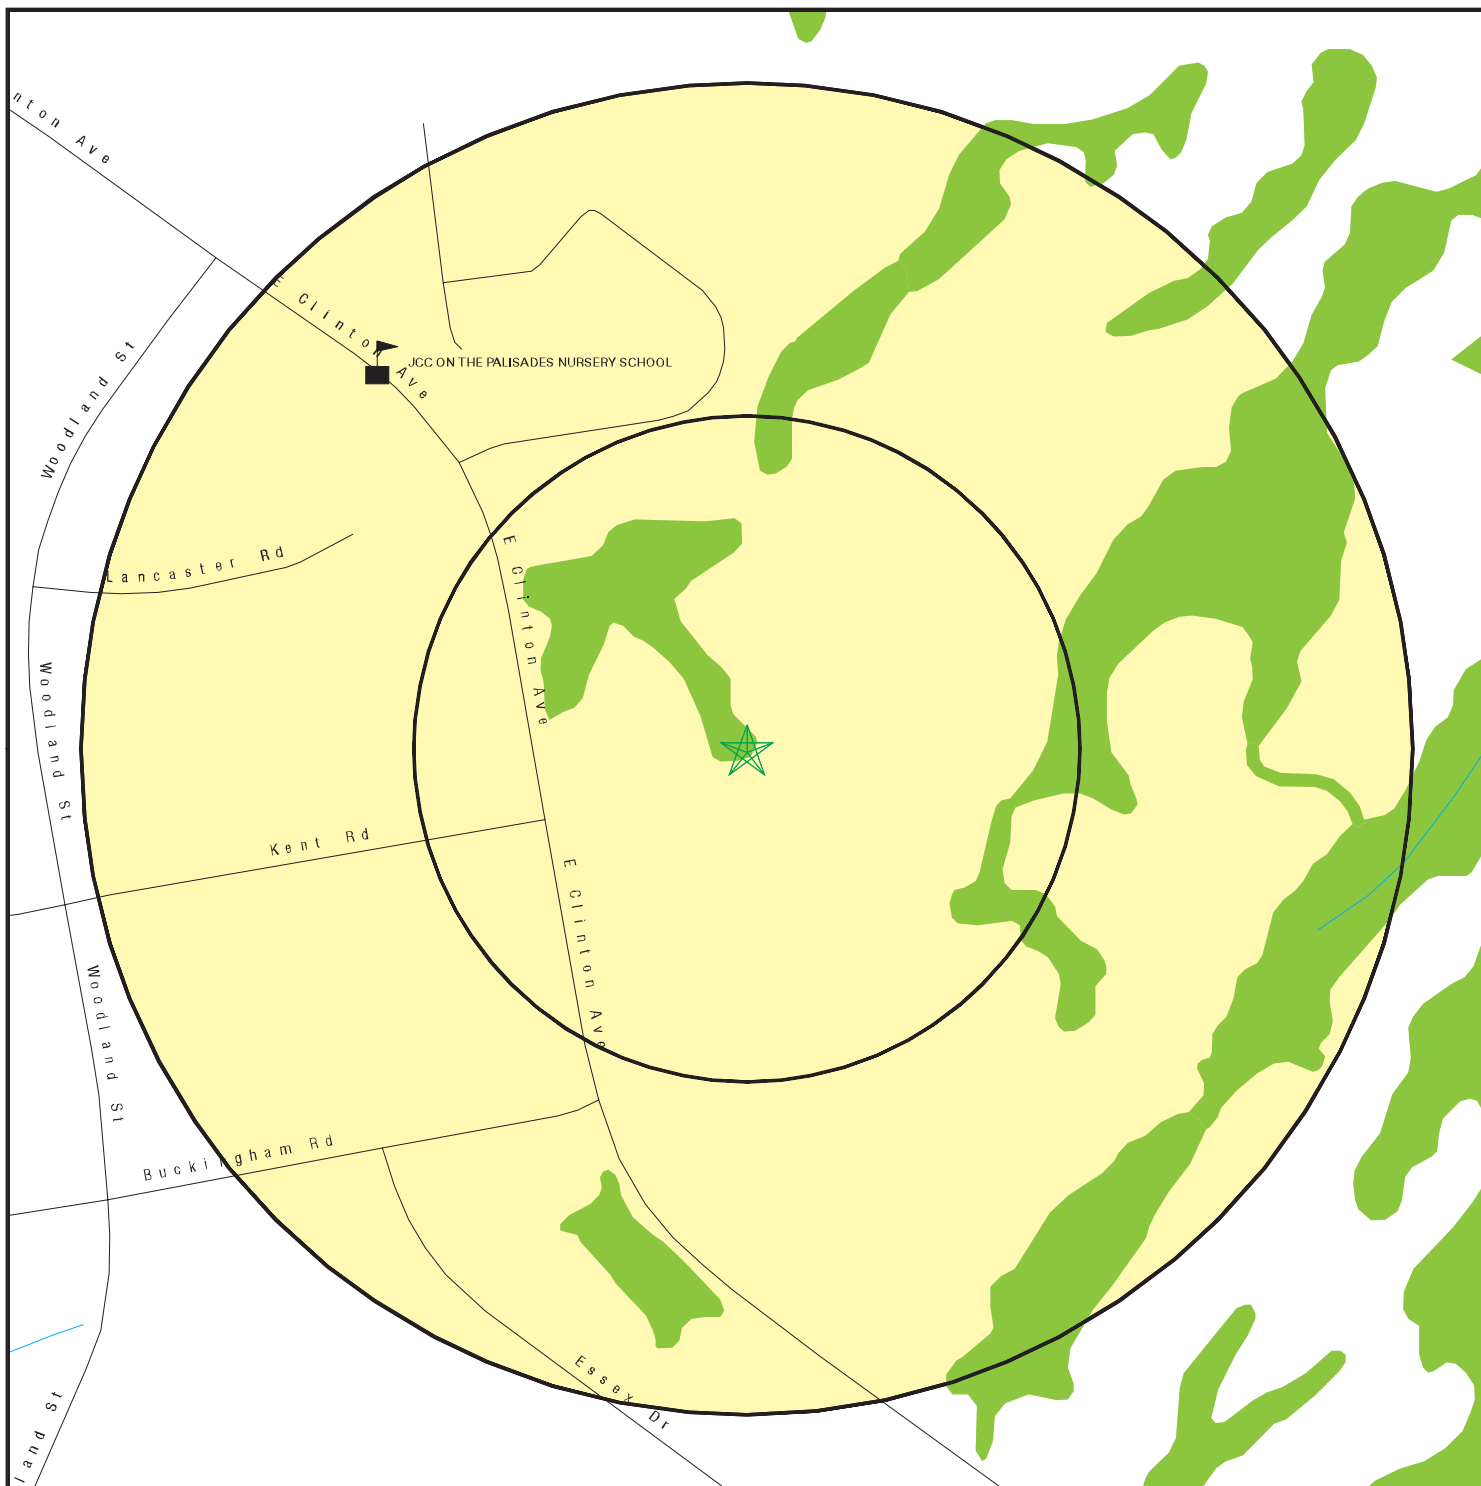 nton Ave
E Clinton Ave
JCC ON THE PALISADES NURSERY SCHOOL
Woodland St
Lancaster Rd
E Clinton Ave
Woodland St
Kent Rd
E Clinton Ave
Woodland St
Buckingham Rd
Essex Dr
land St